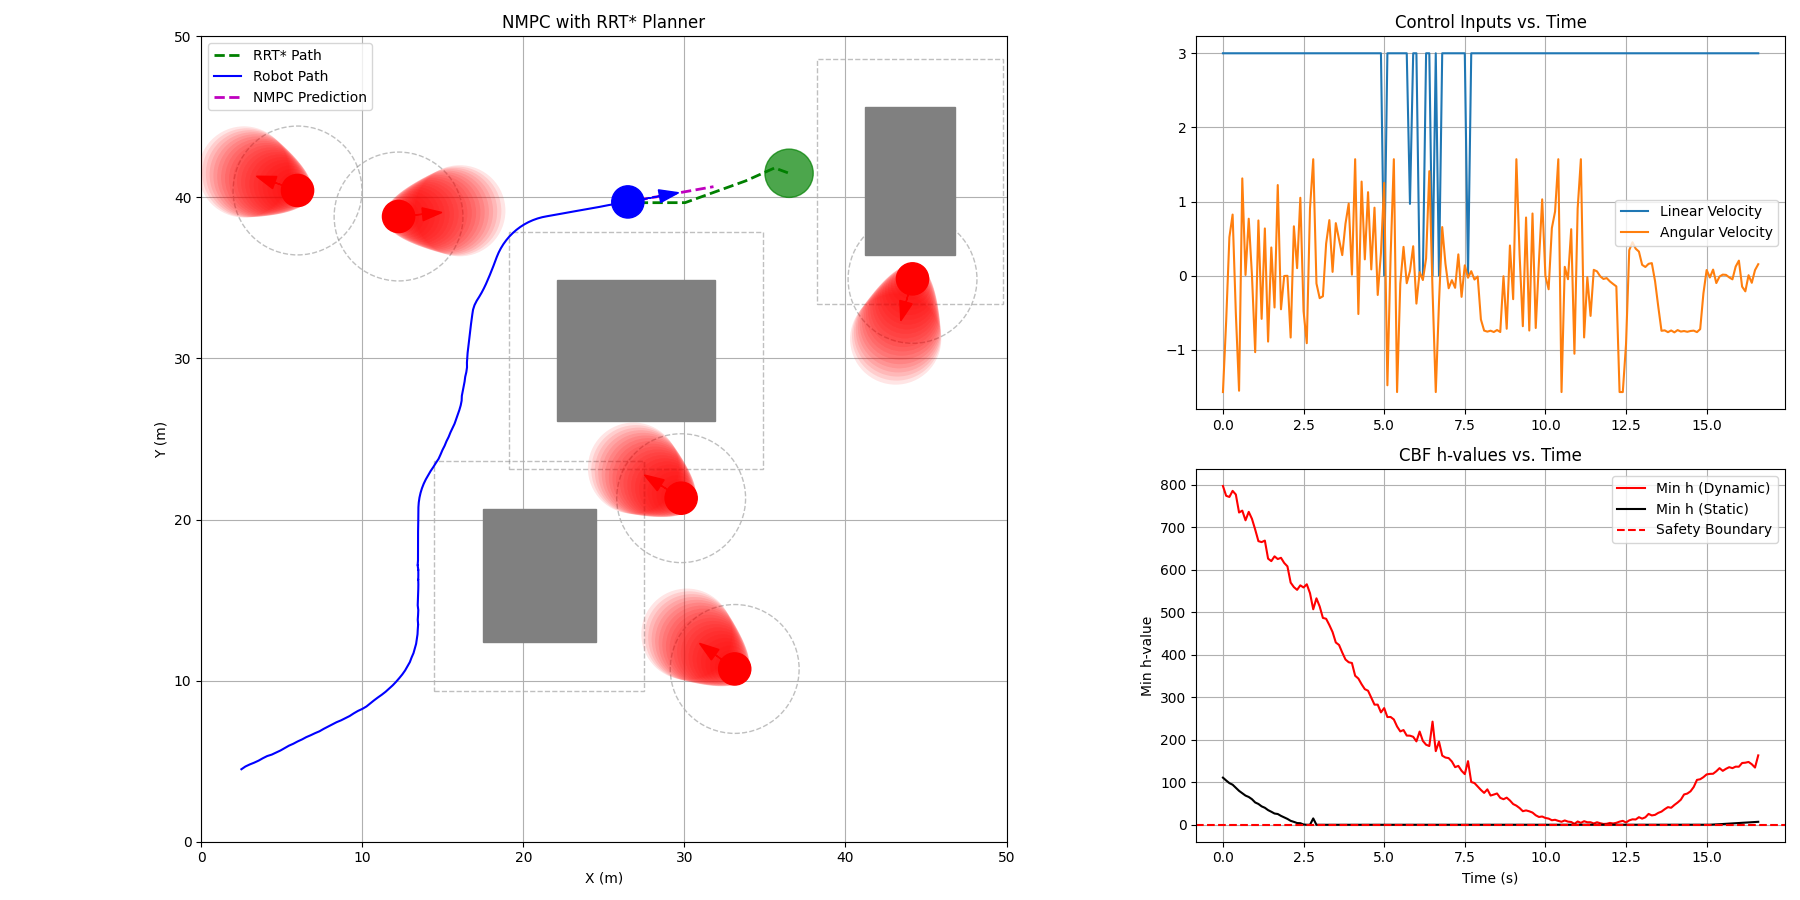 NMPC with RRT* Planner
RRT* Path
Robot Path
NMPC Prediction
50
40
30
20
10
0
Y (m)
0 10 20 30 40 50
X (m)
Control Inputs vs. Time
3
2
1
0
−1
Linear Velocity
Angular Velocity
0.0 2.5 5.0 7.5 10.0 12.5 15.0
CBF h-values vs. Time
800
700
600
500
400
300
200
100
0
Min h-value
Min h (Dynamic)
Min h (Static)
Safety Boundary
0.0 2.5 5.0 7.5 10.0 12.5 15.0
Time (s)